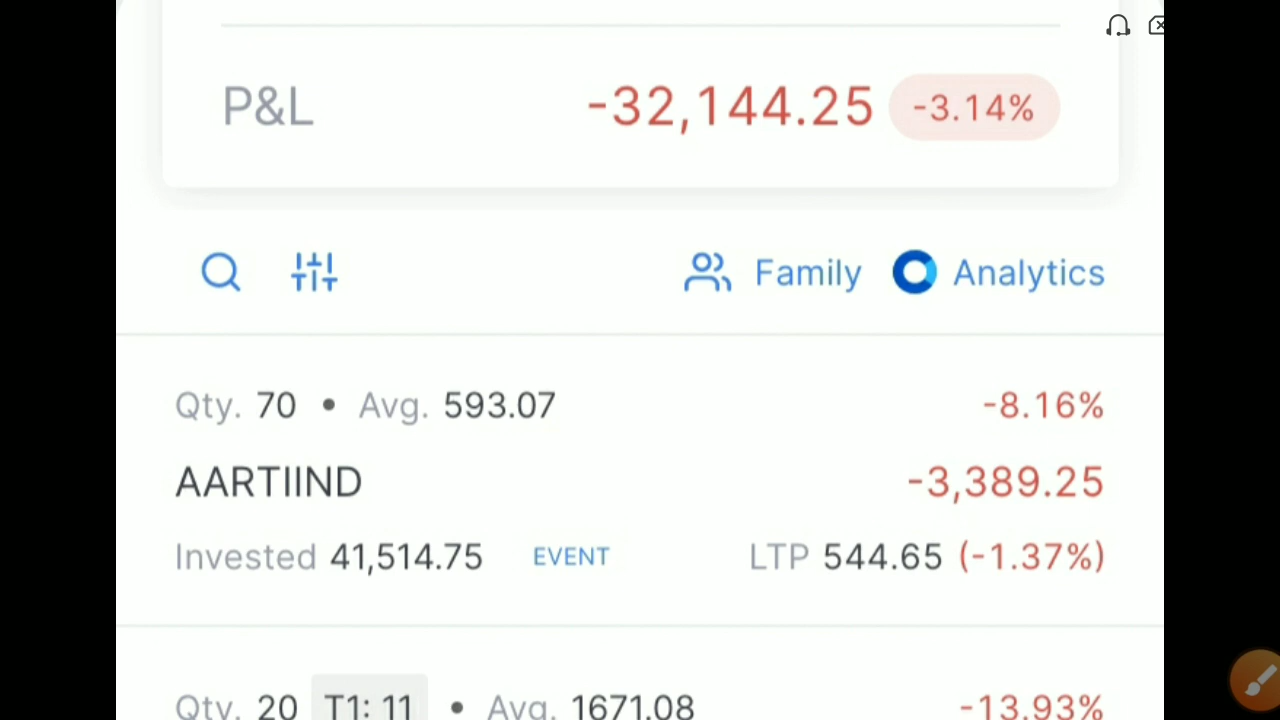 P&L -32,144.25 -3.14%
Family Analytics
Qty. 70 • Avg. 593.07 -8.16%
AARTIIND -3,389.25
Invested 41,514.75 EVENT LTP 544.65 (-1.37%)
Qty. 20 T1: 11 • Avg. 1671.08 -13.93%